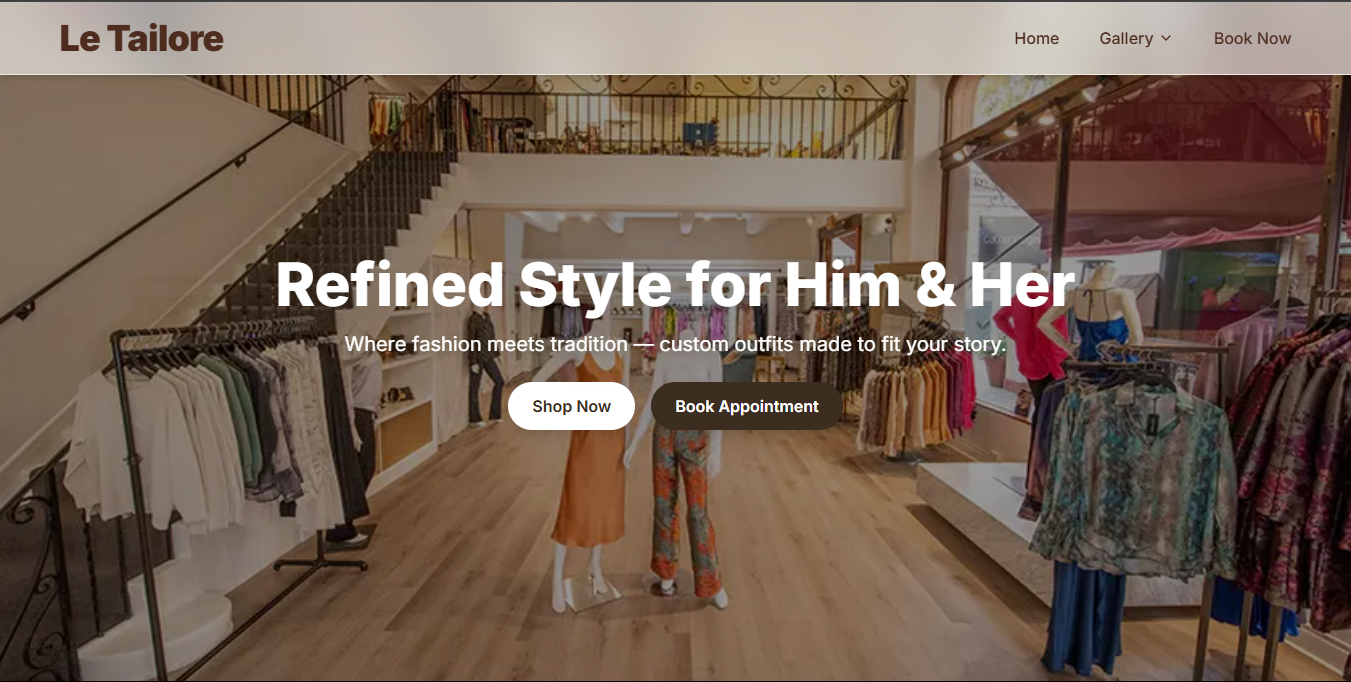 Le Tailore
Home Gallery Book Now
Refined Style for Him & Her
Where fashion meets tradition — custom outfits made to fit your story.
Shop Now Book Appointment